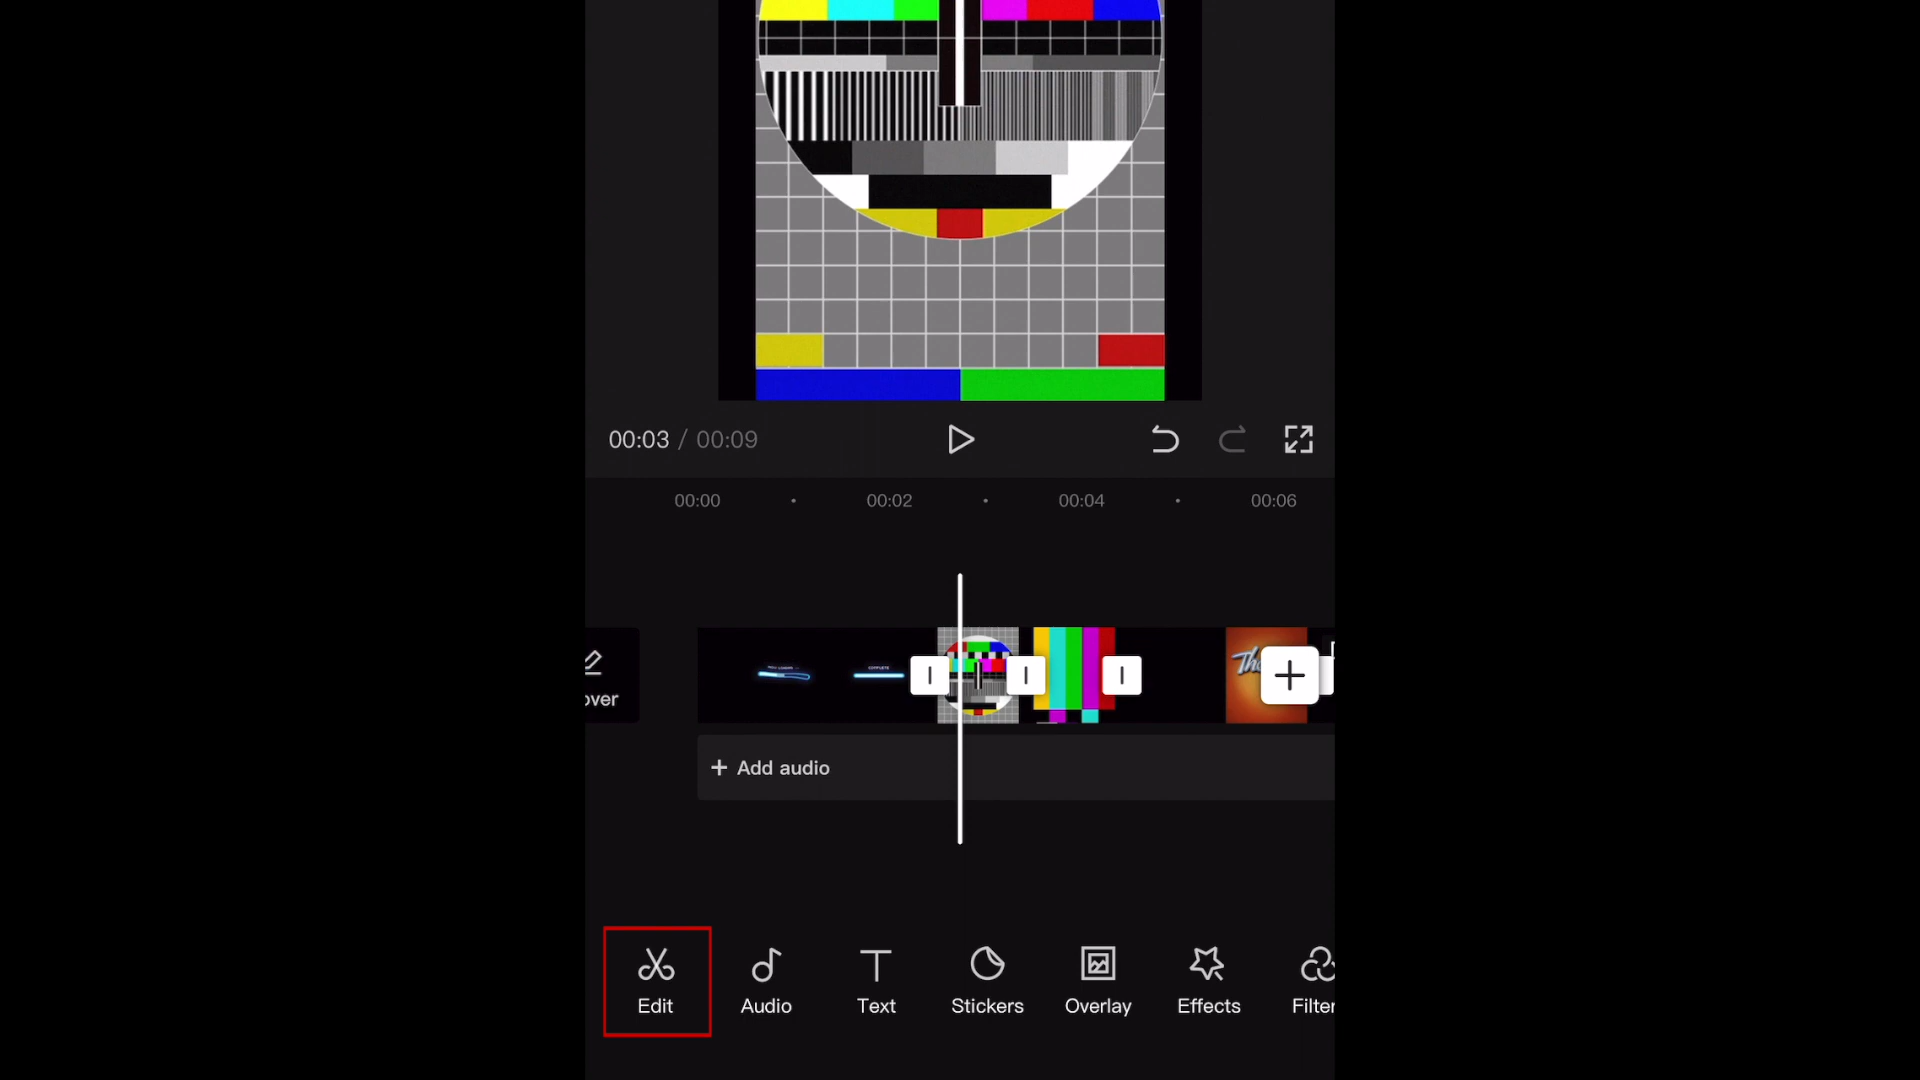 00:03 / 00:09
00:00 00:02 00:04 00:06
COMPLETE
over
+ Add audio
Edit Audio Text Stickers Overlay Effects Filter